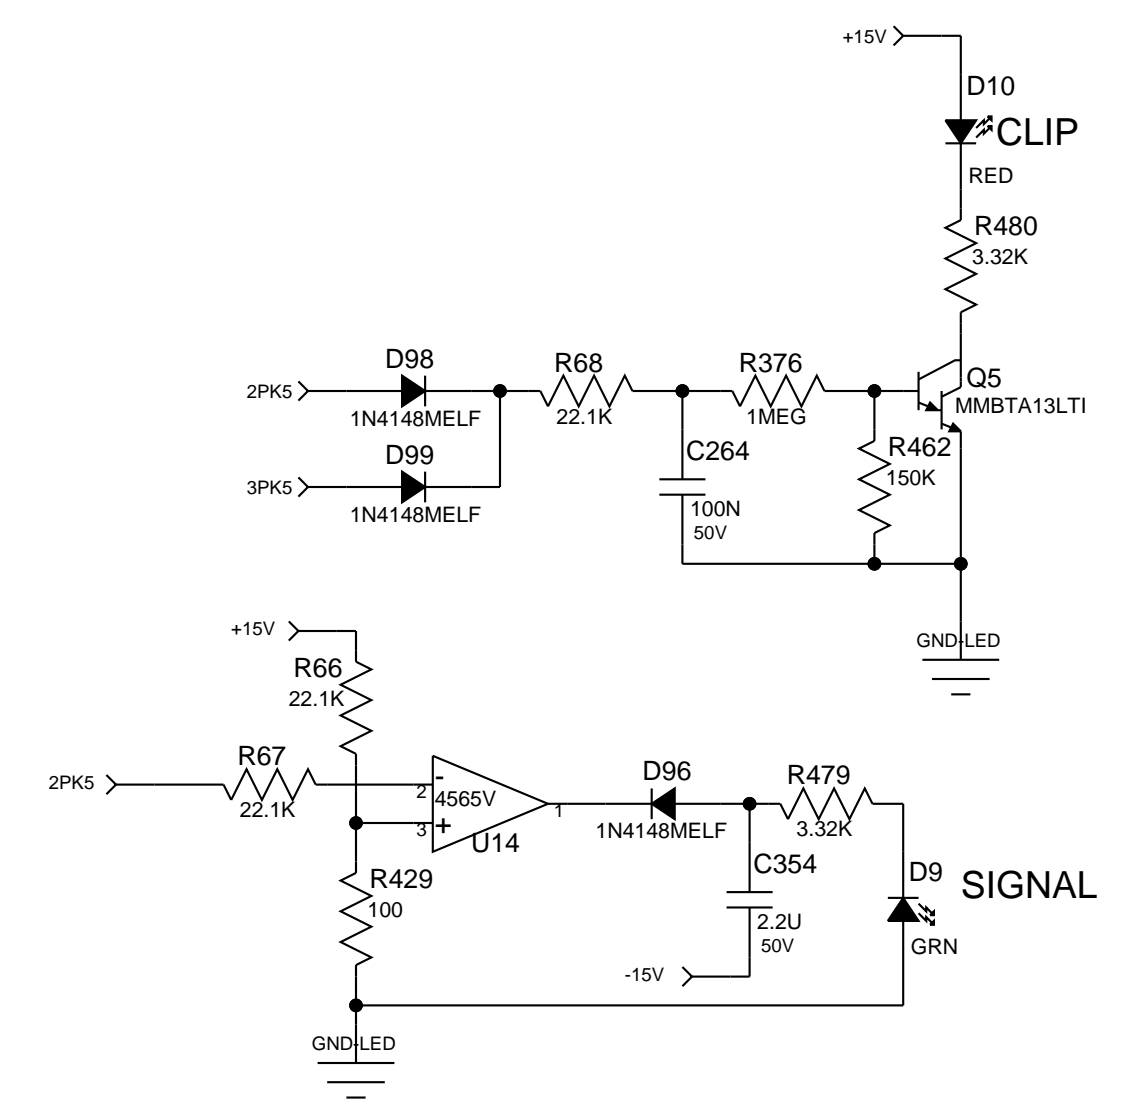 +15V
D10
CLIP
RED
R480
3.32K
D98
2PK5
1N4148MELF
R68
22.1K
R376
1MEG
Q5
MMBTA13LTI
D99
3PK5
1N4148MELF
C264
100N
50V
R462
150K
GND-LED
+15V
R66
22.1K
R67
2PK5
22.1K
-
2
4565V
3
+
U14
1
D96
1N4148MELF
R479
3.32K
C354
2.2U
50V
D9
SIGNAL
GRN
R429
100
-15V
GND-LED